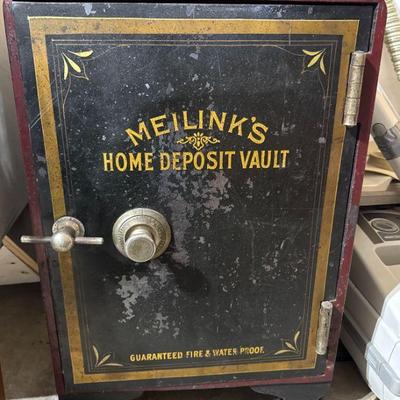 MEILINK'S
HOME DEPOSIT VAULT
GUARANTEED FIRE & WATER PROOF.